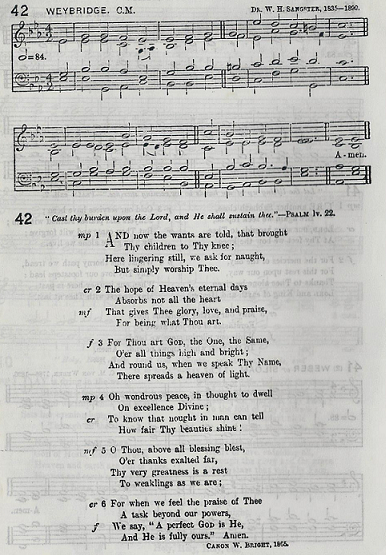 42 WEYBRIDGE. C.M. DR. W. H. SANGSTER, 1835–1899.
=84.
A - men.
42 "Cast thy burden upon the Lord, and He shall sustain thee."—PSALM lv. 22.
mp 1 AND now the wants are told, that brought
Thy children to Thy knee;
Here lingering still, we ask for naught,
But simply worship Thee.
cr 2 The hope of Heaven's eternal days
Absorbs not all the heart
mf That gives Thee glory, love, and praise,
For being what Thou art.
f 3 For Thou art GOD, the One, the Same,
O'er all things high and bright;
And round us, when we speak Thy Name,
There spreads a heaven of light.
mp 4 Oh wondrous peace, in thought to dwell
On excellence Divine;
cr To know that nought in man can tell
How fair Thy beauties shine!
mf 5 O Thou, above all blessing blest,
O'er thanks exalted far,
Thy very greatness is a rest
To weaklings as we are;
cr 6 For when we feel the praise of Thee
A task beyond our powers,
f We say, "A perfect GOD is He,
And He is fully ours." Amen.
CANON W. BRIGHT, 1865.